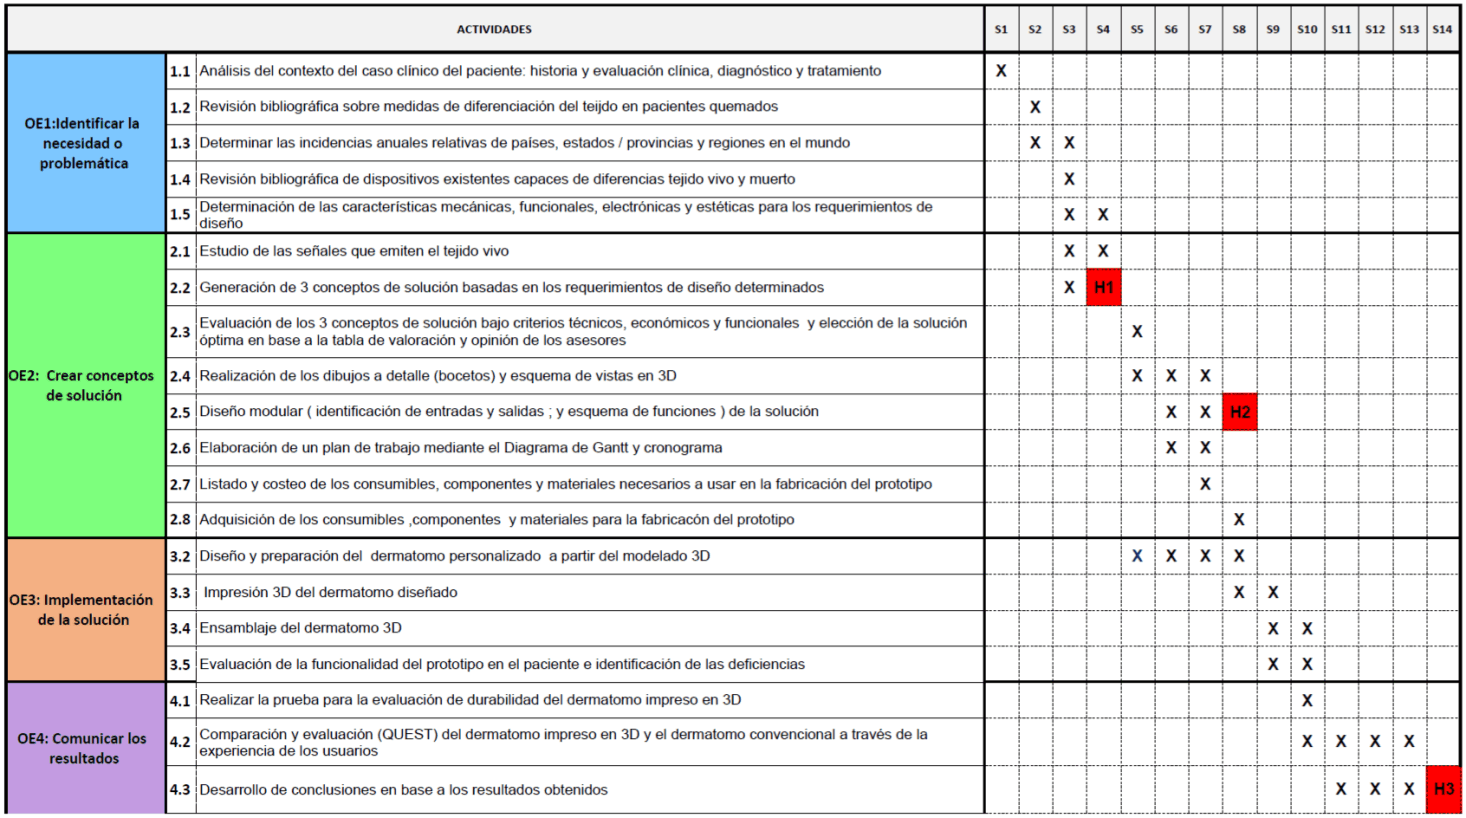 ACTIVIDADES S1 S2 S3 S4 S5 S6 S7 S8 S9 S10 S11 S12 S13 S14
OE1:Identificar la
necesidad o
problemática
1.1 Análisis del contexto del caso clínico del paciente: historia y evaluación clínica, diagnóstico y tratamiento X
1.2 Revisión bibliográfica sobre medidas de diferenciación del teijdo en pacientes quemados X
1.3 Determinar las incidencias anuales relativas de países, estados / provincias y regiones en el mundo X X
1.4 Revisión bibliográfica de dispositivos existentes capaces de diferencias tejido vivo y muerto X
1.5 Determinación de las características mecánicas, funcionales, electrónicas y estéticas para los requerimientos de
diseño X X
OE2: Crear conceptos
de solución
2.1 Estudio de las señales que emiten el tejido vivo X X
2.2 Generación de 3 conceptos de solución basadas en los requerimientos de diseño determinados X H1
2.3 Evaluación de los 3 conceptos de solución bajo criterios técnicos, económicos y funcionales y elección de la solución
óptima en base a la tabla de valoración y opinión de los asesores X
2.4 Realización de los dibujos a detalle (bocetos) y esquema de vistas en 3D X X X
2.5 Diseño modular ( identificación de entradas y salidas ; y esquema de funciones ) de la solución X X H2
2.6 Elaboración de un plan de trabajo mediante el Diagrama de Gantt y cronograma X X
2.7 Listado y costeo de los consumibles, componentes y materiales necesarios a usar en la fabricación del prototipo X
2.8 Adquisición de los consumibles ,componentes y materiales para la fabricacón del prototipo X
OE3: Implementación
de la solución
3.2 Diseño y preparación del dermatomo personalizado a partir del modelado 3D X X X X
3.3 Impresión 3D del dermatomo diseñado X X
3.4 Ensamblaje del dermatomo 3D X X
3.5 Evaluación de la funcionalidad del prototipo en el paciente e identificación de las deficiencias X X
OE4: Comunicar los
resultados
4.1 Realizar la prueba para la evaluación de durabilidad del dermatomo impreso en 3D X
4.2 Comparación y evaluación (QUEST) del dermatomo impreso en 3D y el dermatomo convencional a través de la
experiencia de los usuarios X X X X
4.3 Desarrollo de conclusiones en base a los resultados obtenidos X X X H3